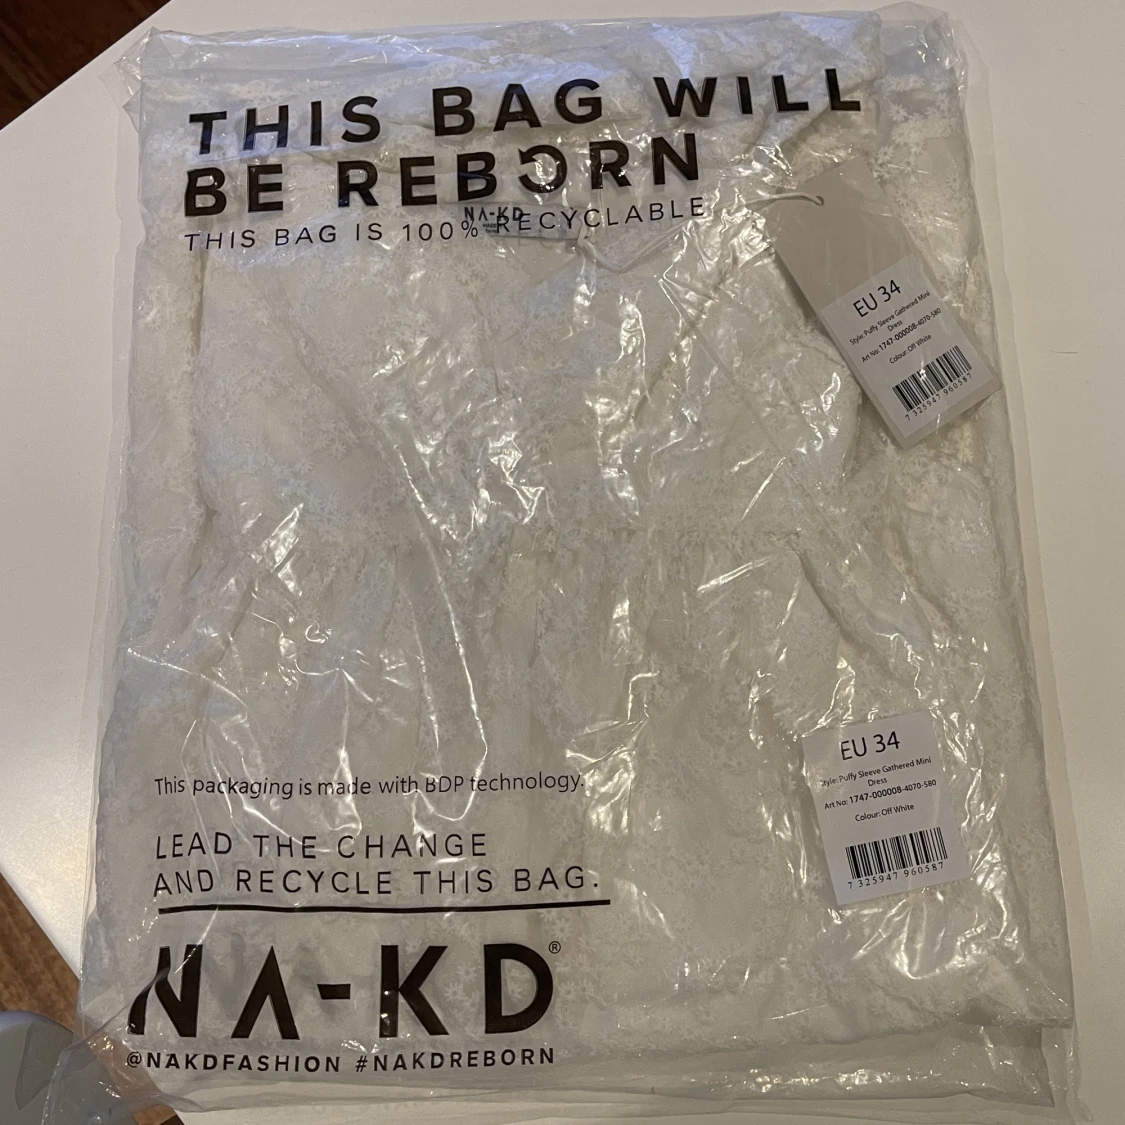 THIS BAG WILL
BE REBORN
THIS BAG IS 100% RECYCLABLE
NA-KD
EU 34
Style: Puffy Sleeve Gathered Mini
Dress
Art No: 1747-000008-4070-580
Colour: Off White
7 325947 960587
EU 34
Style: Puffy Sleeve Gathered Mini
Dress
Art No: 1747-000008-4070-580
Colour: Off White
7 325947 960587
This packaging is made with BDP technology.
LEAD THE CHANGE
AND RECYCLE THIS BAG.
NA-KD®
@NAKDFASHION #NAKDREBORN